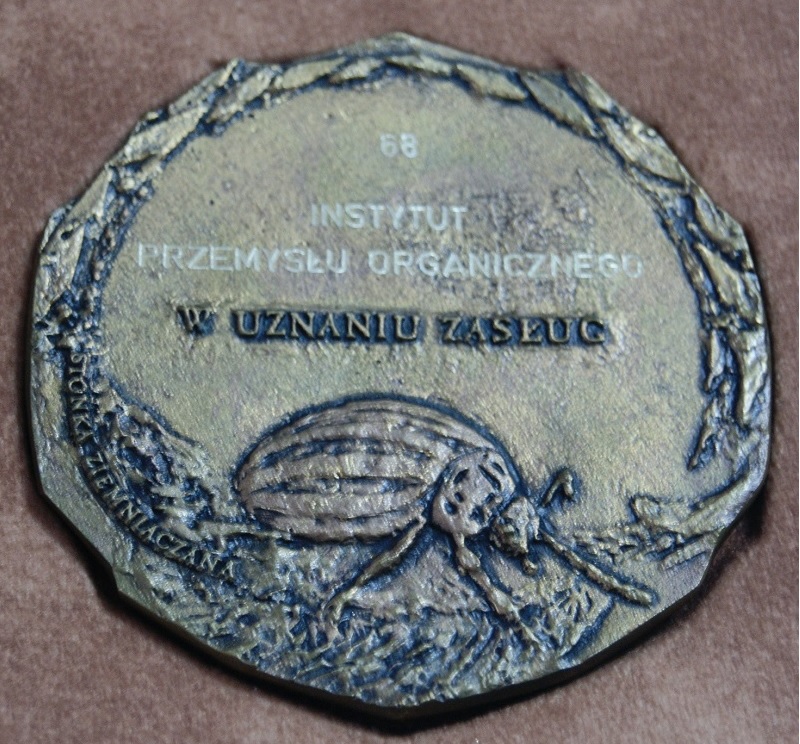 68
INSTYTUT
PRZEMYSŁU ORGANICZNEGO
W UZNANIU ZASŁUG
STONKA ZIEMNIACZANA